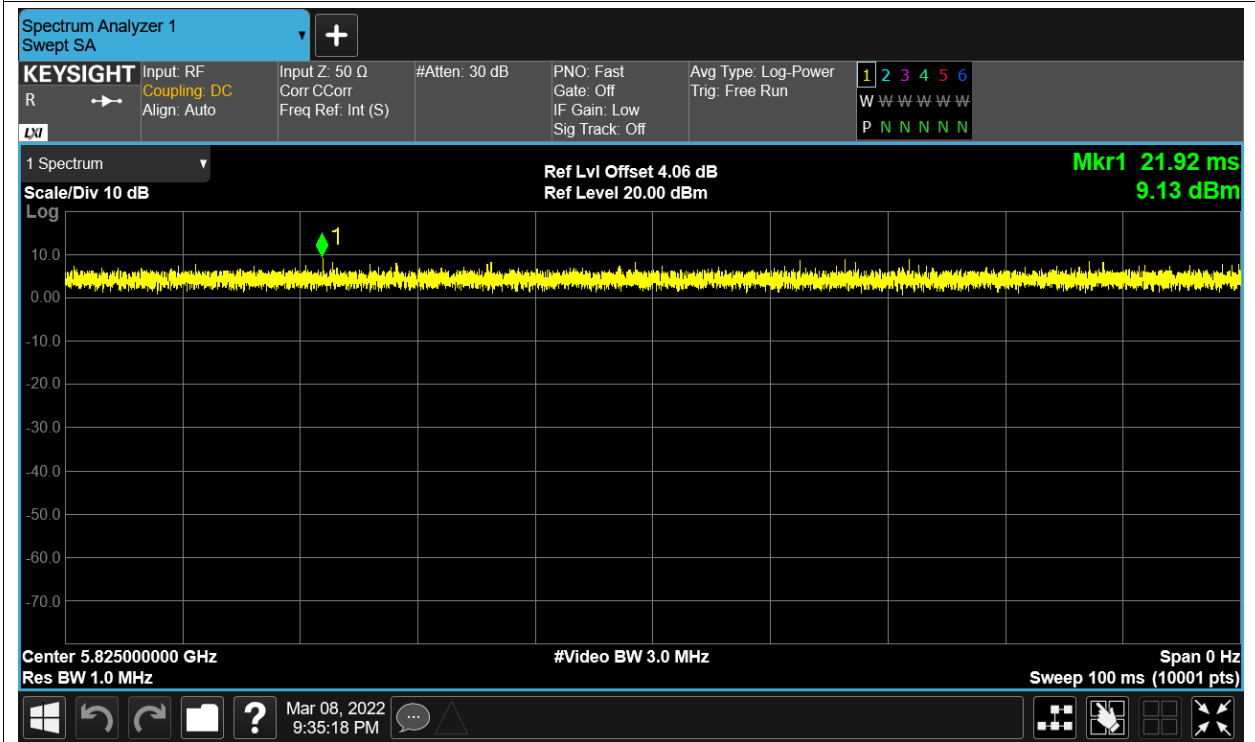 Spectrum Analyzer 1
Swept SA
+
KEYSIGHT Input: RF Input Z: 50 Ω #Atten: 30 dB PNO: Fast Avg Type: Log-Power 1 2 3 4 5 6
R Coupling: DC Corr CCorr Gate: Off Trig: Free Run W W W W W W
Align: Auto Freq Ref: Int (S) IF Gain: Low P N N N N N
LXI Sig Track: Off
1 Spectrum Ref Lvl Offset 4.06 dB Mkr1 21.92 ms
Scale/Div 10 dB Ref Level 20.00 dBm 9.13 dBm
Log
1
10.0
0.00
-10.0
-20.0
-30.0
-40.0
-50.0
-60.0
-70.0
Center 5.825000000 GHz #Video BW 3.0 MHz Span 0 Hz
Res BW 1.0 MHz Sweep 100 ms (10001 pts)
? Mar 08, 2022
9:35:18 PM